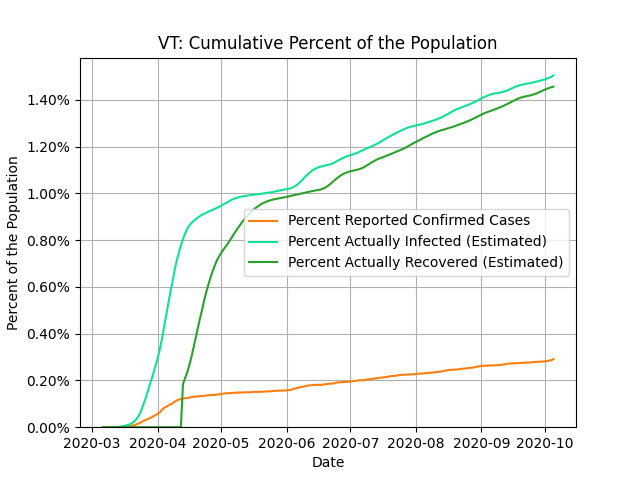 VT: Cumulative Percent of the Population
Percent of the Population
1.40%
1.20%
1.00%
0.80%
0.60%
0.40%
0.20%
0.00%
Percent Reported Confirmed Cases
Percent Actually Infected (Estimated)
Percent Actually Recovered (Estimated)
2020-03 2020-04 2020-05 2020-06 2020-07 2020-08 2020-09 2020-10
Date